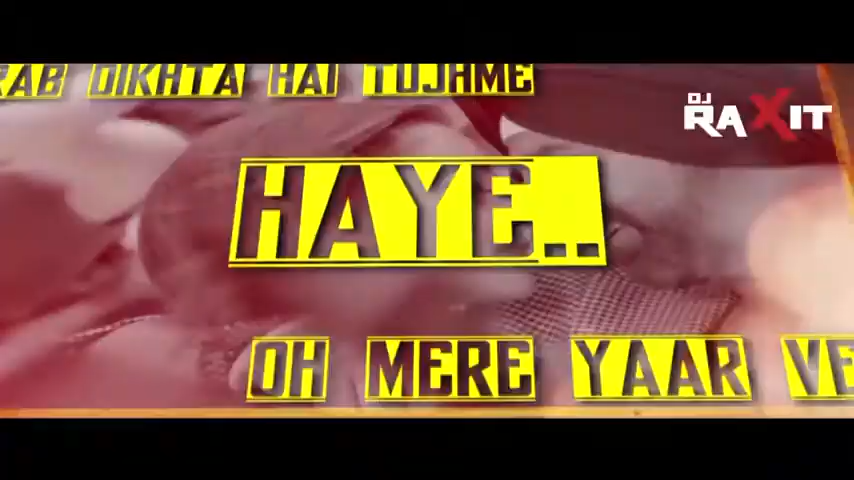 RAB DIKHTA HAI TUJHME
DJ RAXIT
HAYE..
OH MERE YAAR VE